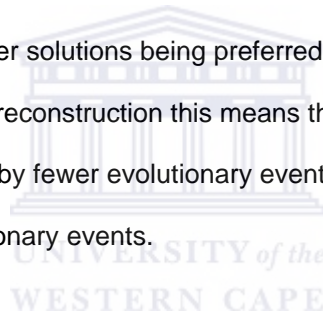 er solutions being preferred
reconstruction this means th
by fewer evolutionary event
onary events.
UNIVERSITY of the
WESTERN CAPE